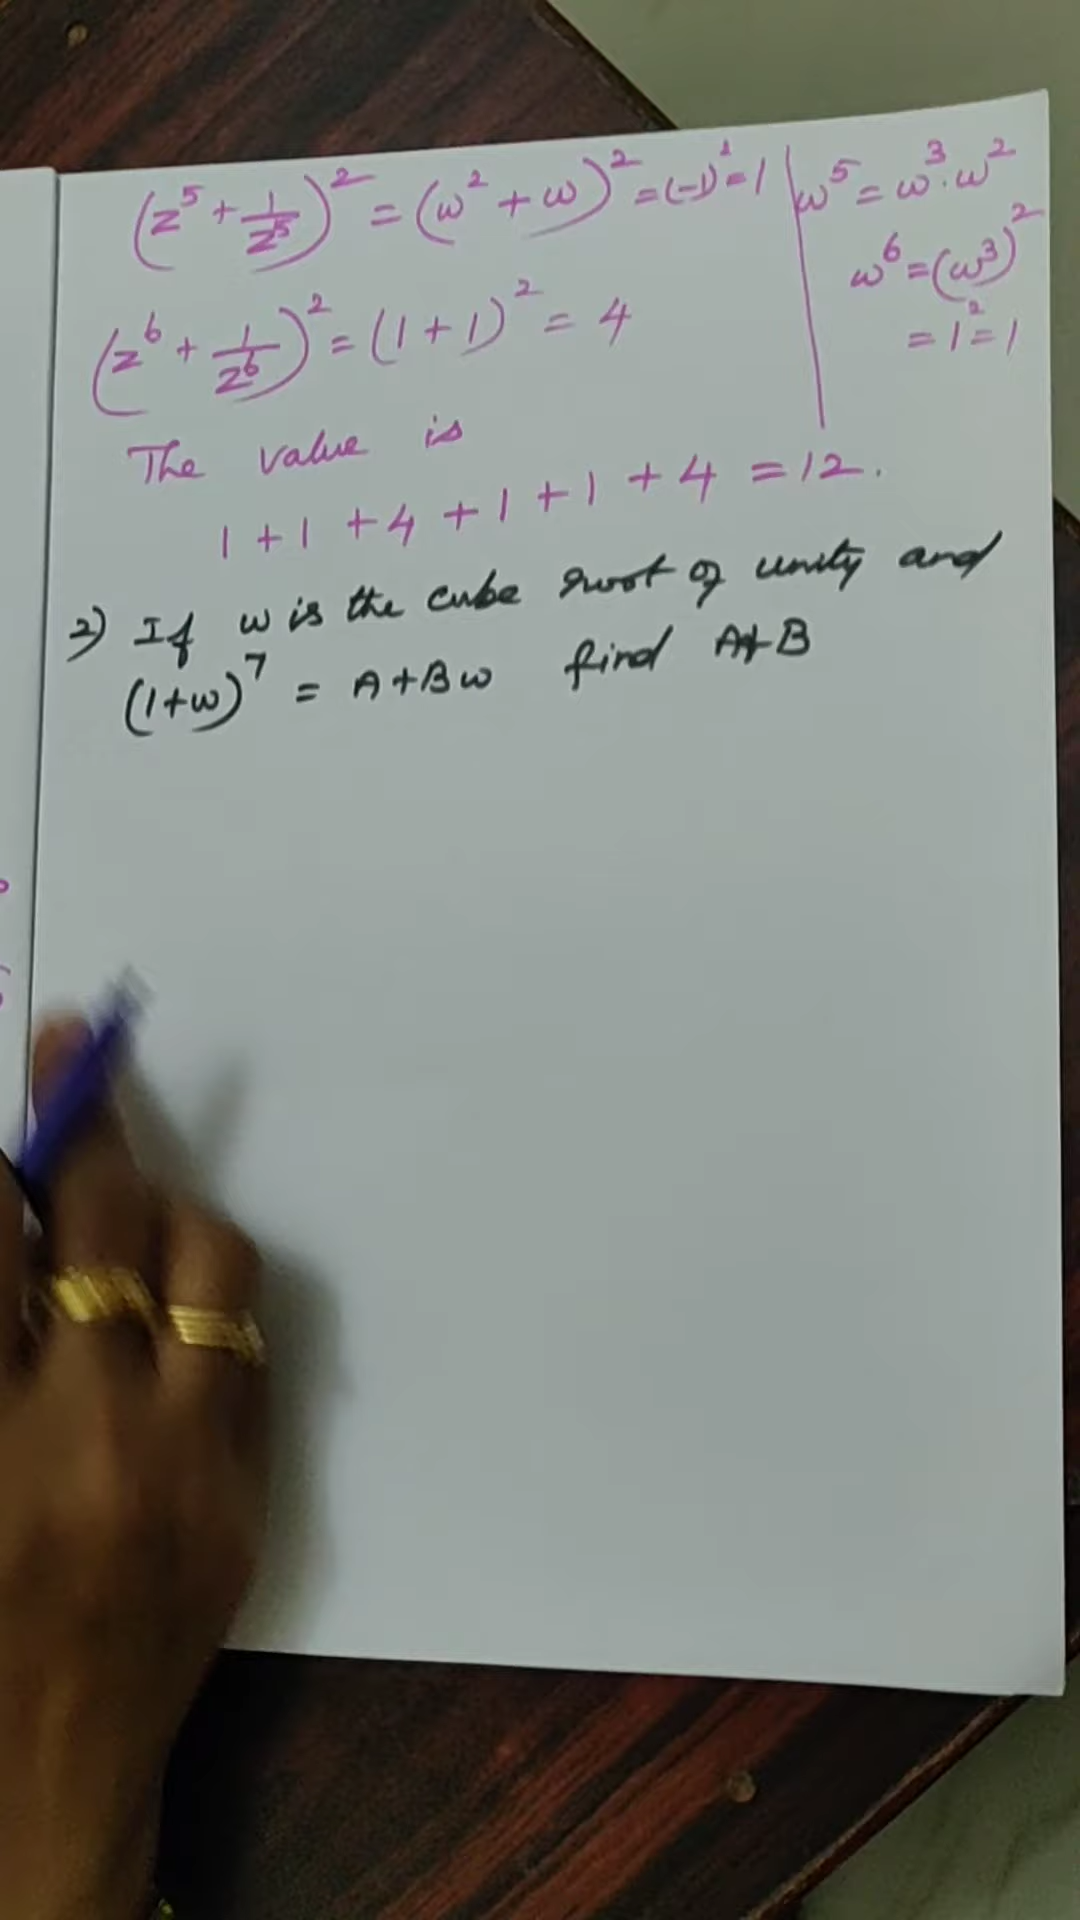 (z⁵ + 1/z⁵)² = (ω² + ω)² = (-1)² = 1
ω⁵ = ω³.ω²
(z⁶ + 1/z⁶)² = (1 + 1)² = 4
ω⁶ = (ω³)²
= 1² = 1
The value is
1 + 1 + 4 + 1 + 1 + 4 = 12.
2) If ω is the cube root of unity and
(1+ω)⁷ = A+Bω find A+B